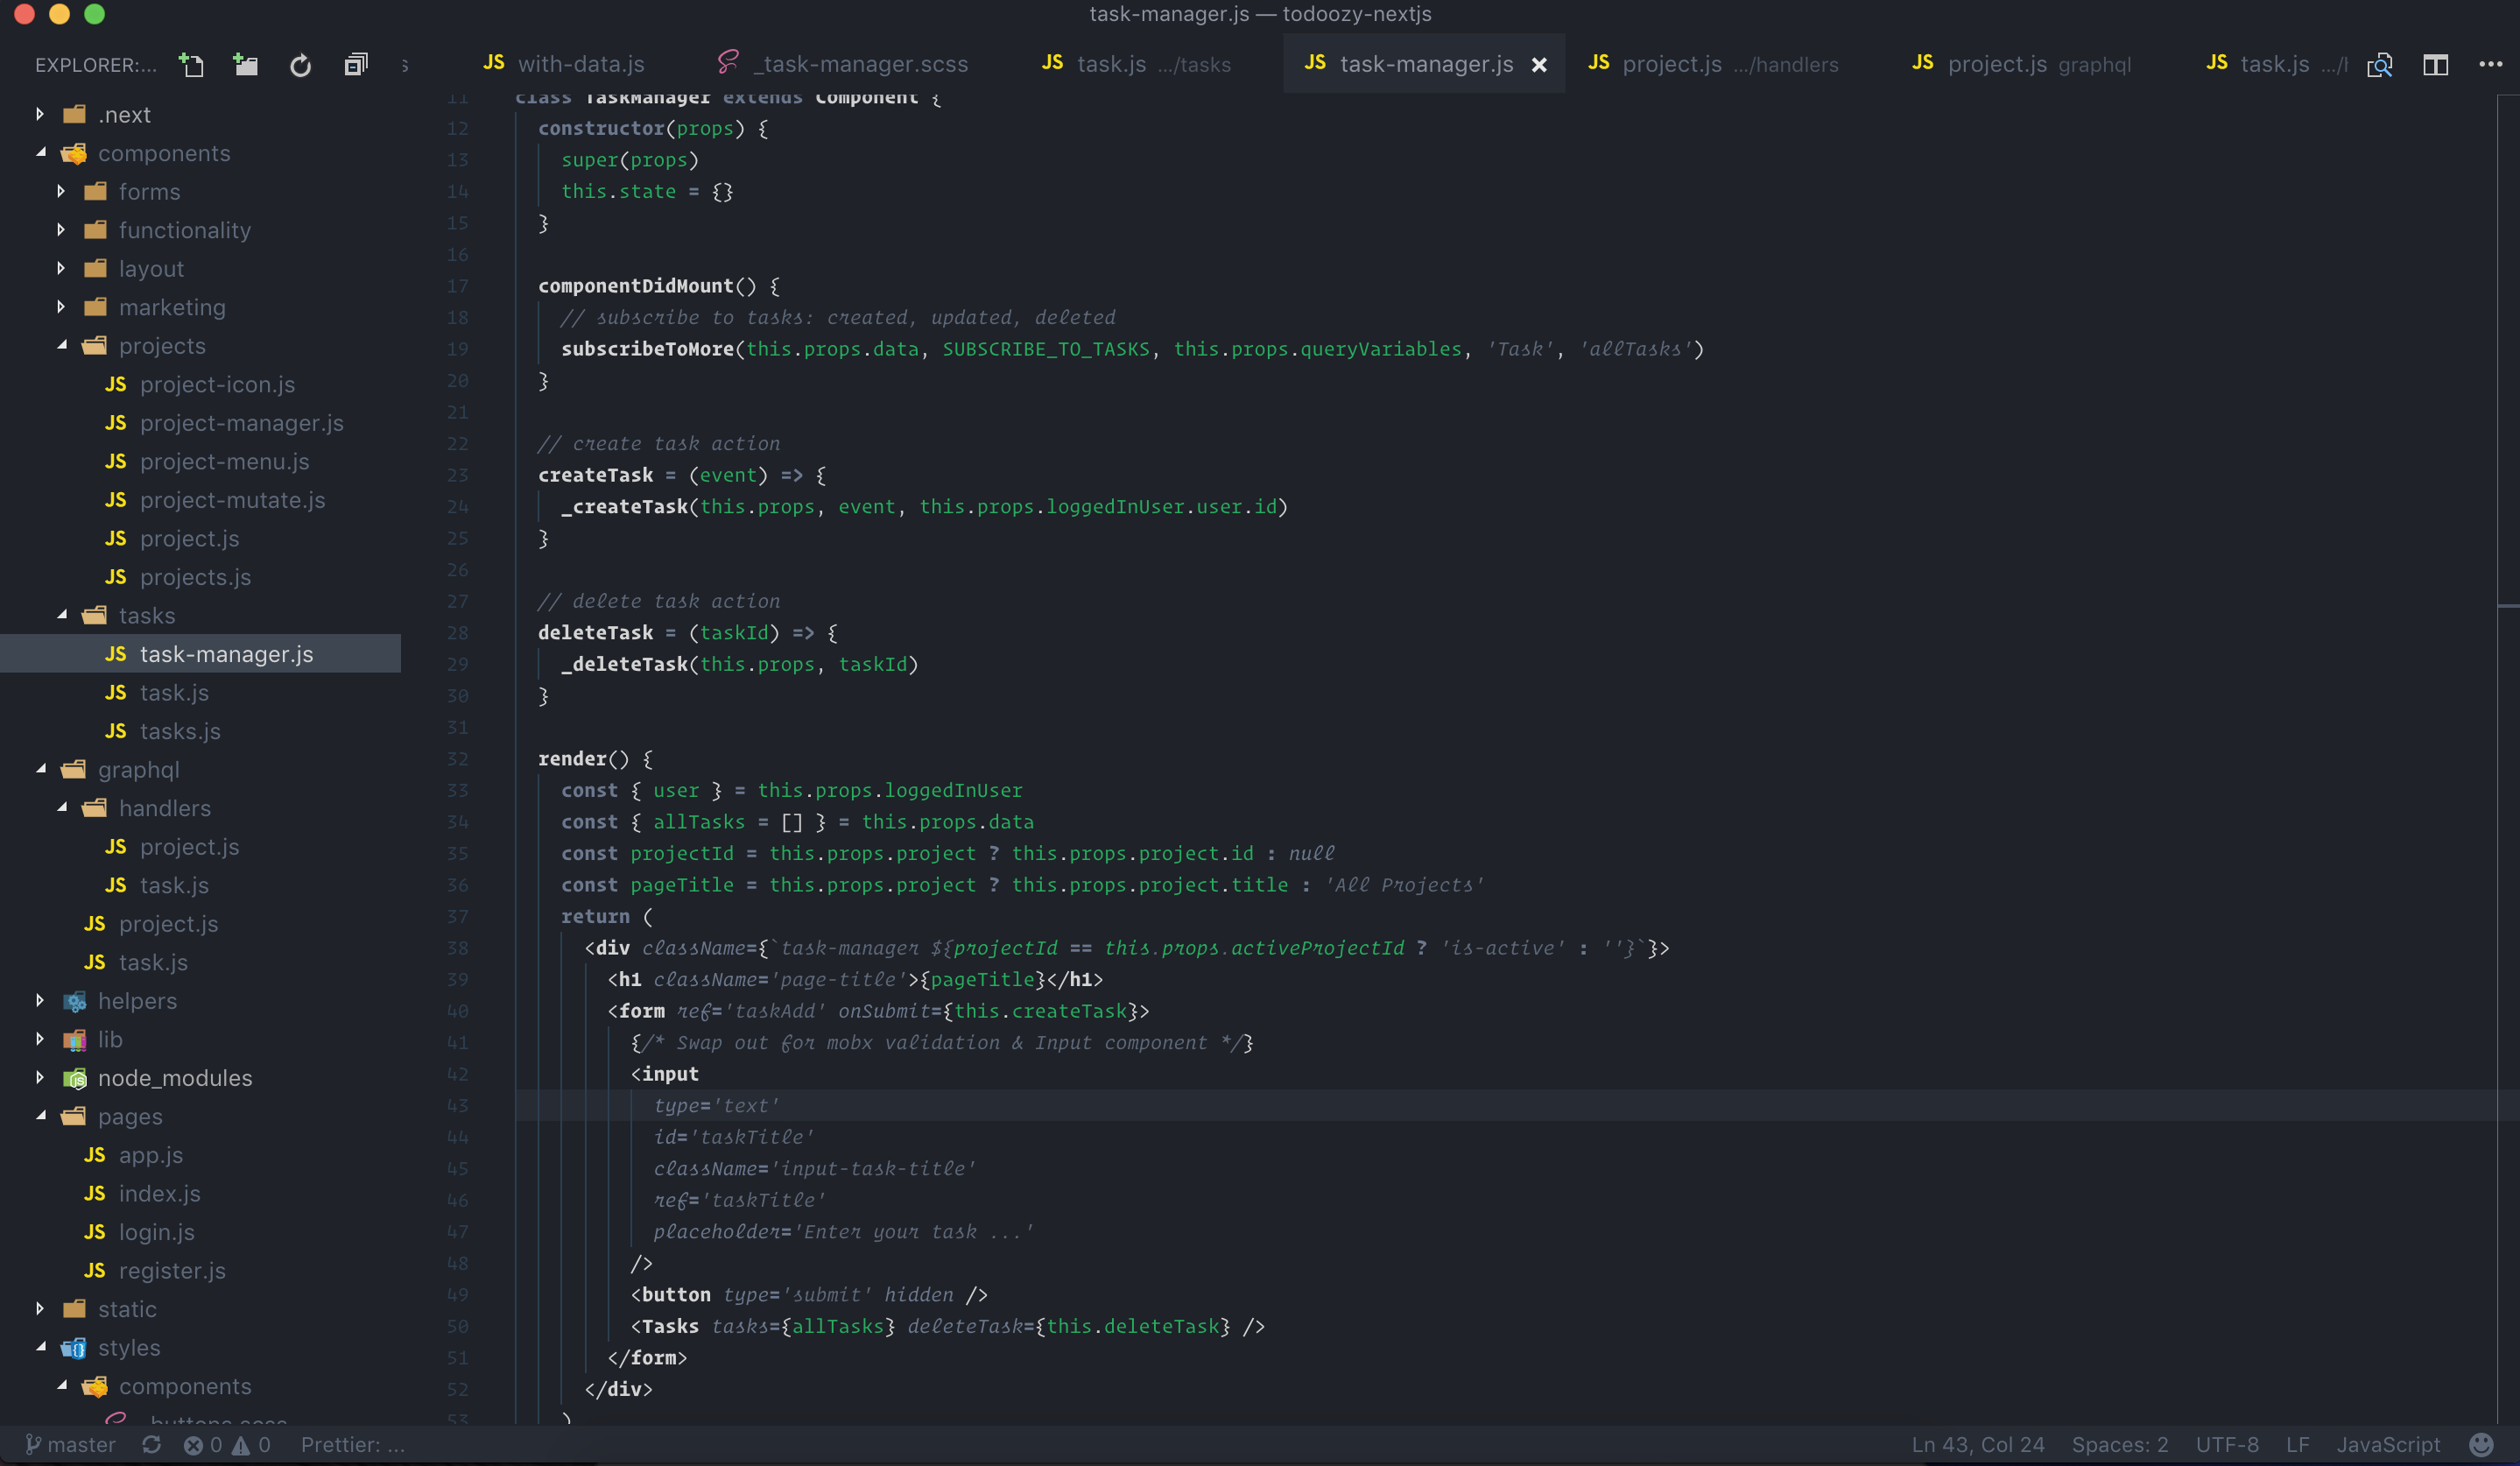 task-manager.js — todoozy-nextjs
EXPLORER:...
s
JS with-data.js
_task-manager.scss
JS task.js .../tasks
JS task-manager.js
JS project.js .../handlers
JS project.js graphql
JS task.js
.next
components
forms
functionality
layout
marketing
projects
JS project-icon.js
JS project-manager.js
JS project-menu.js
JS project-mutate.js
JS project.js
JS projects.js
tasks
JS task-manager.js
JS task.js
JS tasks.js
graphql
handlers
JS project.js
JS task.js
JS project.js
JS task.js
helpers
lib
node_modules
pages
JS app.js
JS index.js
JS login.js
JS register.js
static
styles
components
_buttons.scss
11 class TaskManager extends Component {
12 constructor(props) {
13 super(props)
14 this.state = {}
15 }
16
17 componentDidMount() {
18 // subscribe to tasks: created, updated, deleted
19 subscribeToMore(this.props.data, SUBSCRIBE_TO_TASKS, this.props.queryVariables, 'Task', 'allTasks')
20 }
21
22 // create task action
23 createTask = (event) => {
24 _createTask(this.props, event, this.props.loggedInUser.user.id)
25 }
26
27 // delete task action
28 deleteTask = (taskId) => {
29 _deleteTask(this.props, taskId)
30 }
31
32 render() {
33 const { user } = this.props.loggedInUser
34 const { allTasks = [] } = this.props.data
35 const projectId = this.props.project ? this.props.project.id : null
36 const pageTitle = this.props.project ? this.props.project.title : 'All Projects'
37 return (
38 <div className={`task-manager ${projectId == this.props.activeProjectId ? 'is-active' : ''}`}>
39 <h1 className='page-title'>{pageTitle}</h1>
40 <form ref='taskAdd' onSubmit={this.createTask}>
41 {/* Swap out for mobx validation & Input component */}
42 <input
43 type='text'
44 id='taskTitle'
45 className='input-task-title'
46 ref='taskTitle'
47 placeholder='Enter your task ...'
48 />
49 <button type='submit' hidden />
50 <Tasks tasks={allTasks} deleteTask={this.deleteTask} />
51 </form>
52 </div>
53 )
master 0 0 Prettier: ...
Ln 43, Col 24 Spaces: 2 UTF-8 LF JavaScript